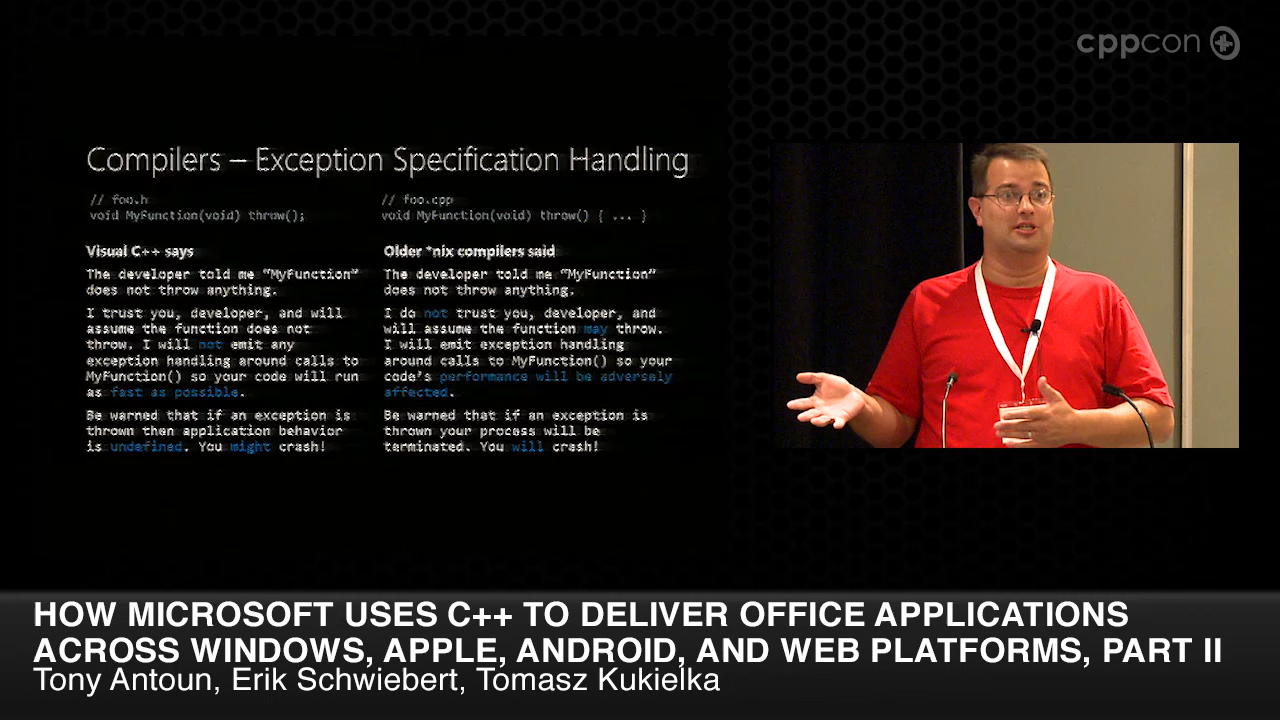 cppcon
Compilers – Exception Specification Handling
// foo.h
void MyFunction(void) throw();
// foo.cpp
void MyFunction(void) throw() { ... }
Visual C++ says
The developer told me “MyFunction”
does not throw anything.
I trust you, developer, and will
assume the function does not
throw. I will not emit any
exception handling around calls to
MyFunction() so your code will run
as fast as possible.
Be warned that if an exception is
thrown then application behavior
is undefined. You might crash!
Older *nix compilers said
The developer told me “MyFunction”
does not throw anything.
I do not trust you, developer, and
will assume the function may throw.
I will emit exception handling
around calls to MyFunction() so your
code's performance will be adversely
affected.
Be warned that if an exception is
thrown your process will be
terminated. You will crash!
HOW MICROSOFT USES C++ TO DELIVER OFFICE APPLICATIONS
ACROSS WINDOWS, APPLE, ANDROID, AND WEB PLATFORMS, PART II
Tony Antoun, Erik Schwiebert, Tomasz Kukielka